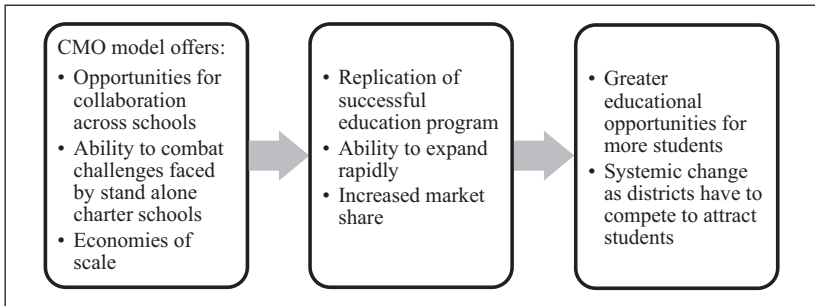 CMO model offers:
• Opportunities for
collaboration
across schools
• Ability to combat
challenges faced
by stand alone
charter schools
• Economies of
scale
• Replication of
successful
education program
• Ability to expand
rapidly
• Increased market
share
• Greater
educational
opportunities for
more students
• Systemic change
as districts have to
compete to attract
students